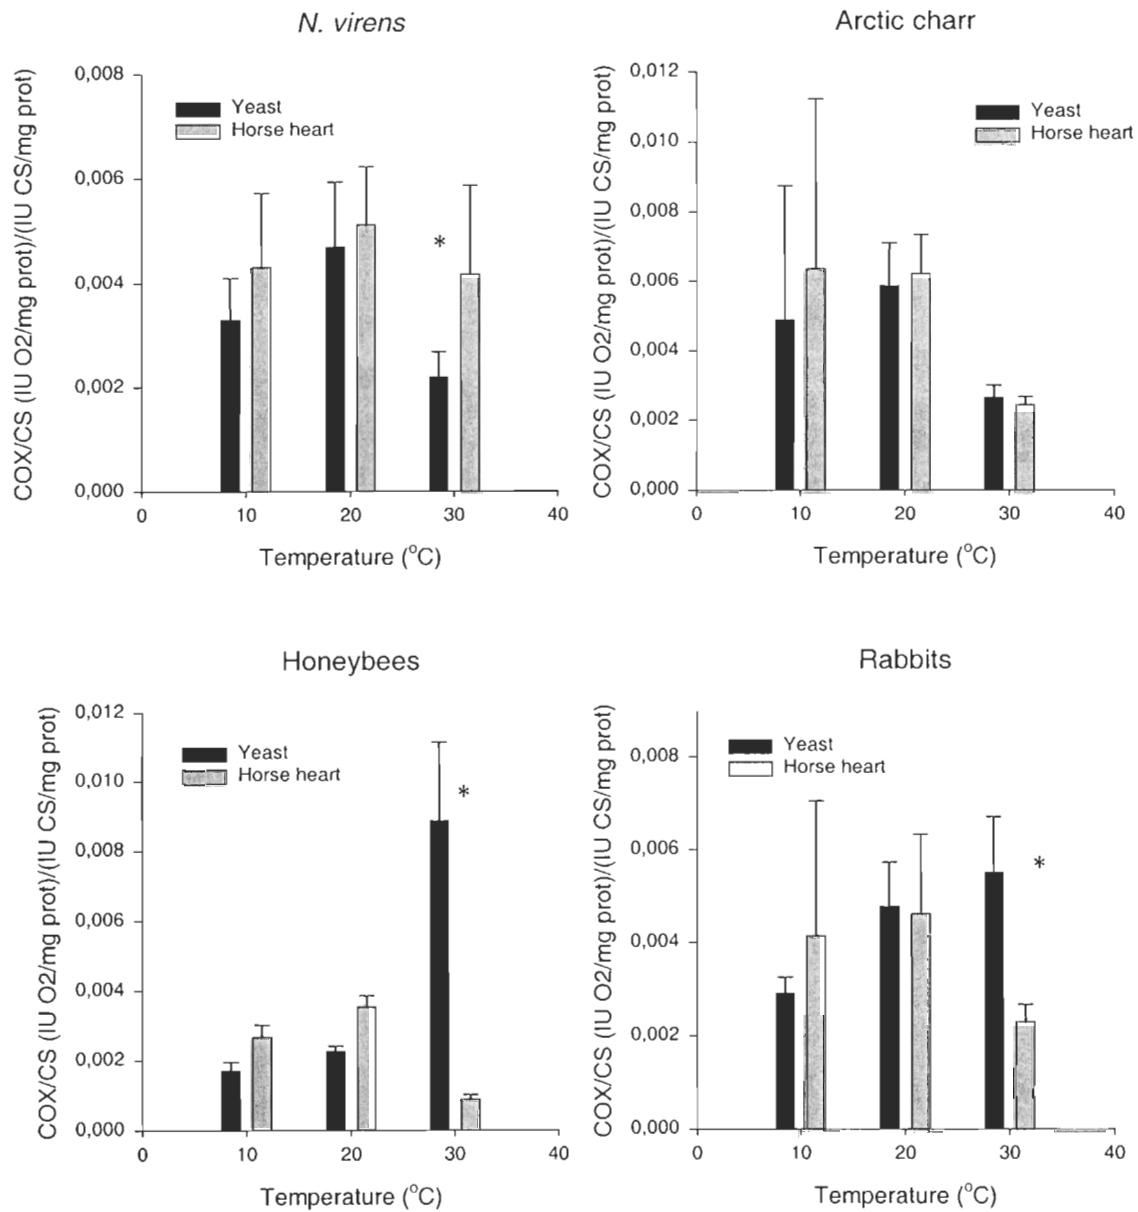 N. virens
COX/CS (IU O2/mg prot)/(IU CS/mg prot)
0,008
0,006
0,004
0,002
0,000
Yeast
Horse heart
*
0 10 20 30 40
Temperature (°C)
Arctic charr
COX/CS (IU O2/mg prot)/(IU CS/mg prot)
0,012
0,010
0,008
0,006
0,004
0,002
0,000
Yeast
Horse heart
0 10 20 30 40
Temperature (°C)
Honeybees
COX/CS (IU O2/mg prot)/(IU CS/mg prot)
0,012
0,010
0,008
0,006
0,004
0,002
0,000
Yeast
Horse heart
*
0 10 20 30 40
Temperature (°C)
Rabbits
COX/CS (IU O2/mg prot)/(IU CS/mg prot)
0,008
0,006
0,004
0,002
0,000
Yeast
Horse heart
*
0 10 20 30 40
Temperature (°C)